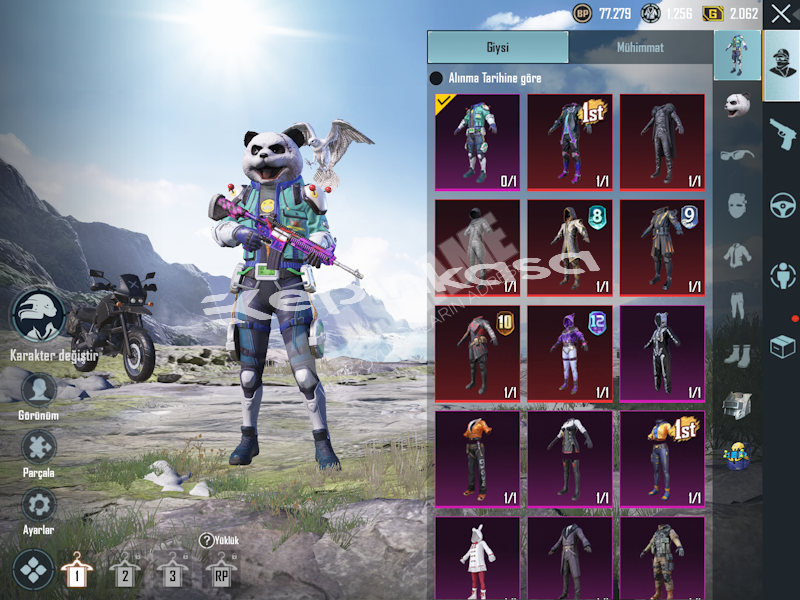 BP 77.279 1.256 G 2.062
Giysi Mühimmat
Alınma Tarihine göre
0/1 1st 1/1 1/1
1/1 8 1/1 9 1/1
10 1/1 12 1/1 1/1
1/1 1/1 1st 1/1
Karakter değiştir
Görünüm
Parçala
Ayarlar
? Yüklük
1 2 3 RP